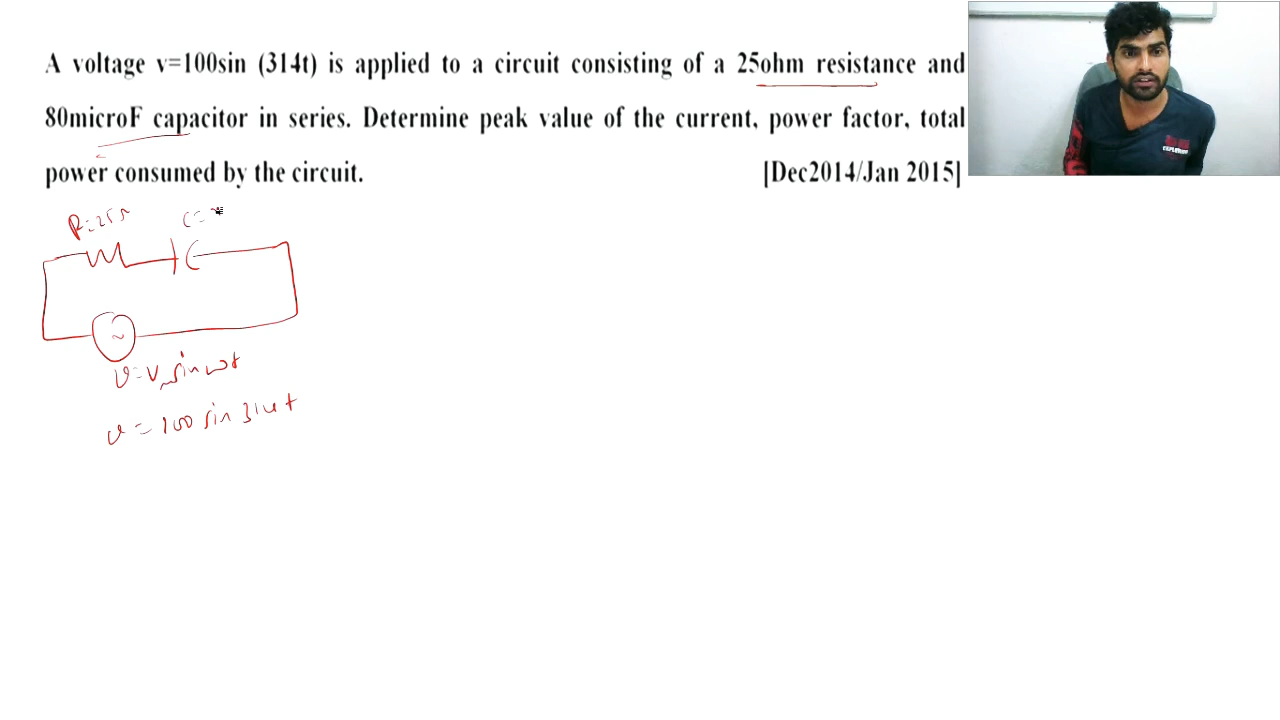 A voltage v=100sin (314t) is applied to a circuit consisting of a 25ohm resistance and
80microF capacitor in series. Determine peak value of the current, power factor, total
power consumed by the circuit.
[Dec2014/Jan 2015]
R=25Ω C=
~
v=Vm sin ωt
v = 100 sin 314t